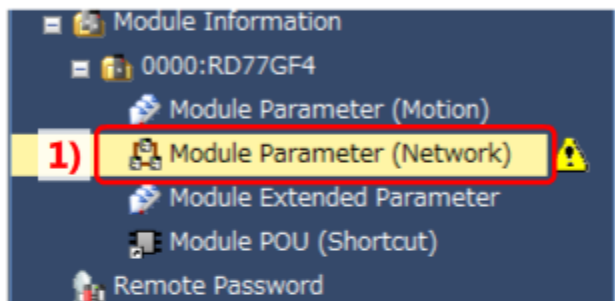 Module Information
0000:RD77GF4
Module Parameter (Motion)
1) Module Parameter (Network)
Module Extended Parameter
Module POU (Shortcut)
Remote Password